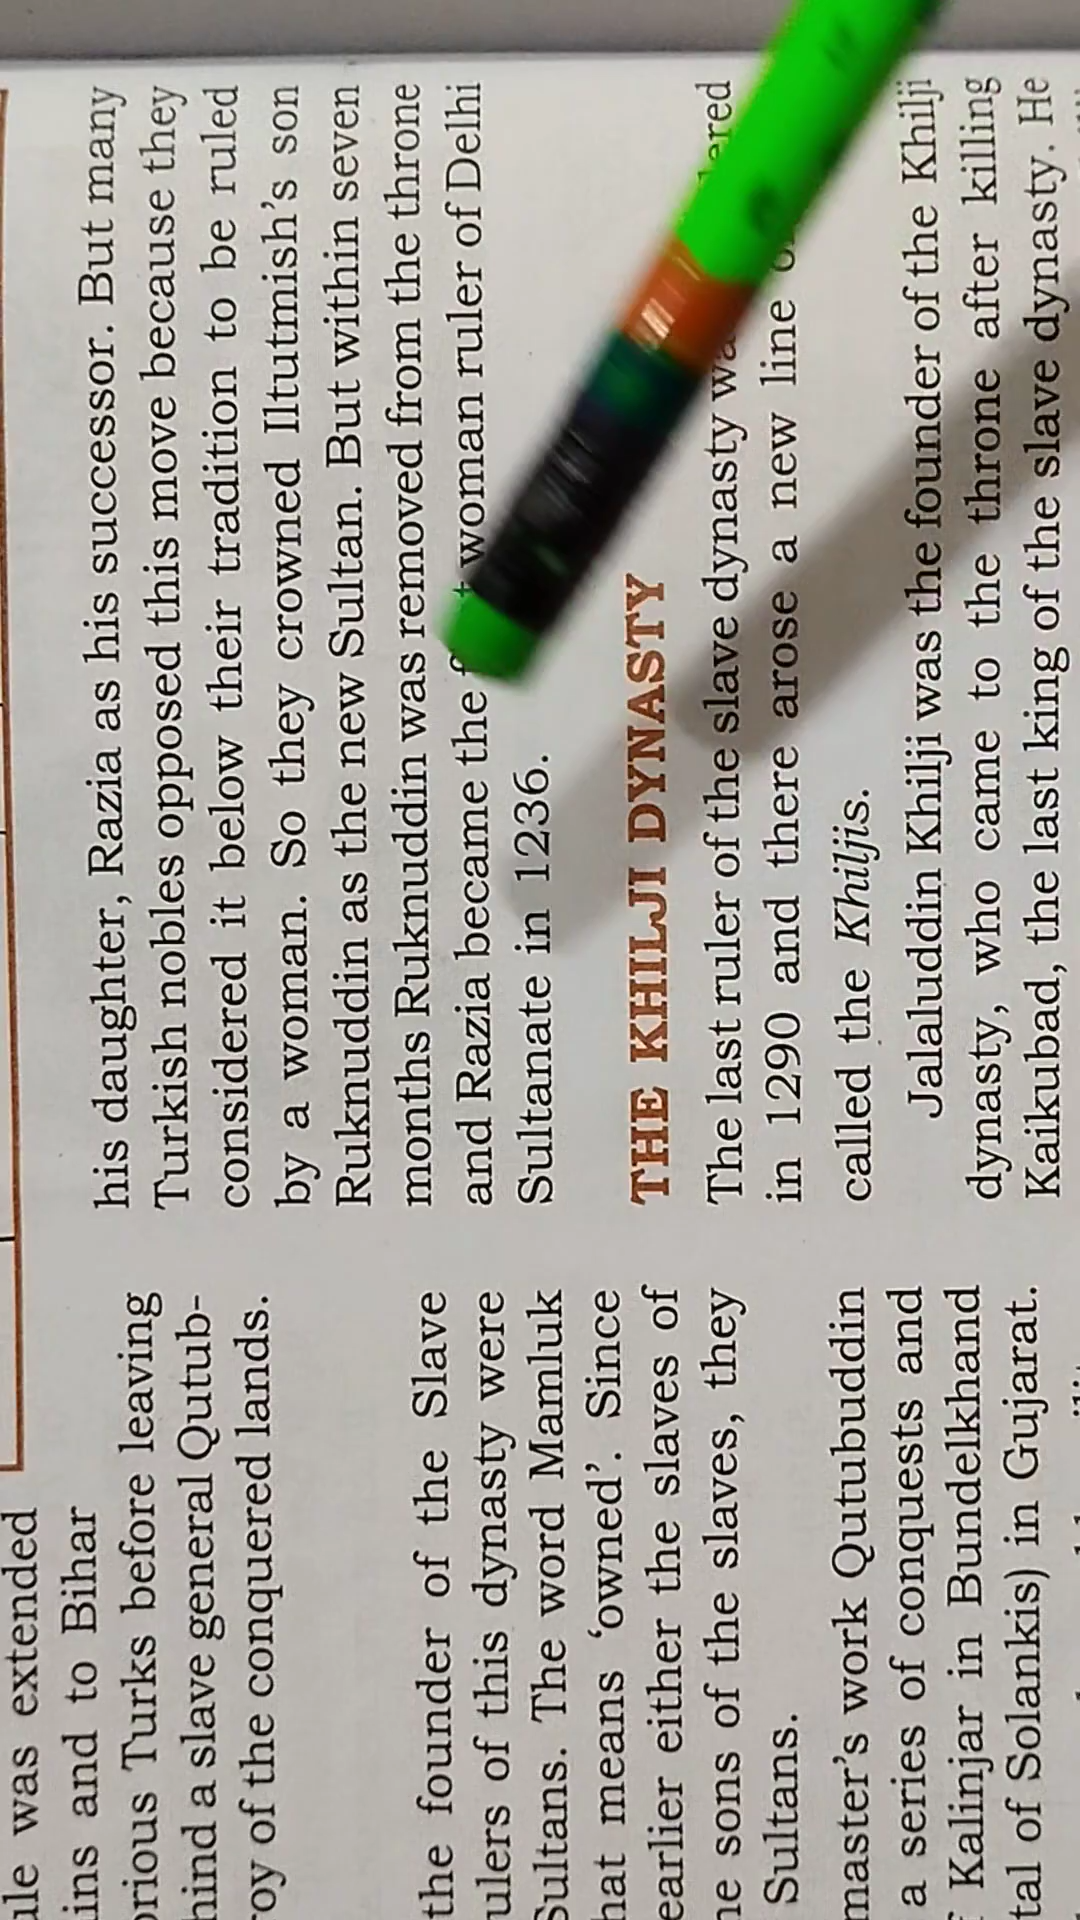 ule was extended
ins and to Bihar
orious Turks before leaving
hind a slave general Qutub-
roy of the conquered lands.
the founder of the Slave
ulers of this dynasty were
Sultans. The word Mamluk
hat means ‘owned’. Since
earlier either the slaves of
ne sons of the slaves, they
Sultans.
master’s work Qutubuddin
a series of conquests and
Kalinjar in Bundelkhand
tal of Solankis) in Gujarat.
his daughter, Razia as his successor. But many
Turkish nobles opposed this move because they
considered it below their tradition to be ruled
by a woman. So they crowned Iltutmish’s son
Ruknuddin as the new Sultan. But within seven
months Ruknuddin was removed from the throne
and Razia became the woman ruler of Delhi
Sultanate in 1236.
THE KHILJI DYNASTY
The last ruler of the slave dynasty wa ered
in 1290 and there arose a new line
called the Khiljis.
Jalaluddin Khilji was the founder of the Khilji
dynasty, who came to the throne after killing
Kaikubad, the last king of the slave dynasty. He